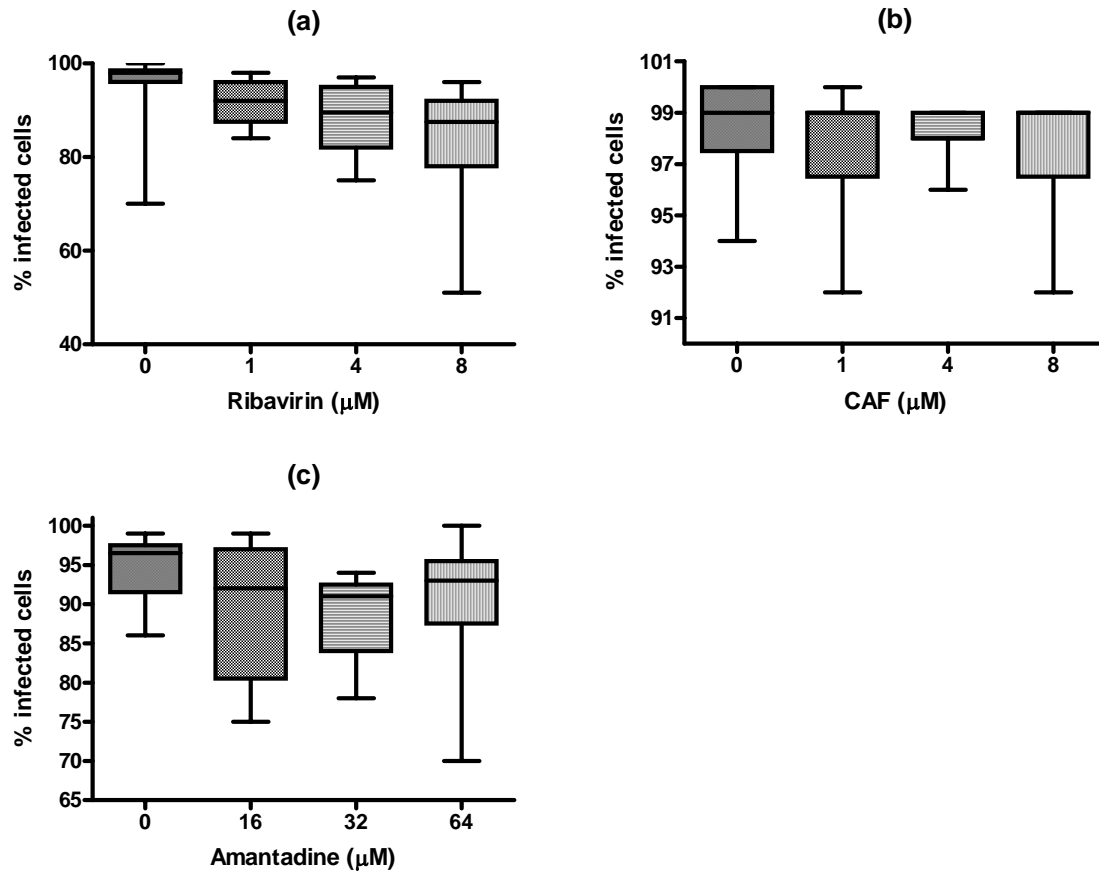 (a)
% infected cells
100
80
60
40
0 1 4 8
Ribavirin (μM)
(b)
% infected cells
101
99
97
95
93
91
0 1 4 8
CAF (μM)
(c)
% infected cells
100
95
90
85
80
75
70
65
0 16 32 64
Amantadine (μM)